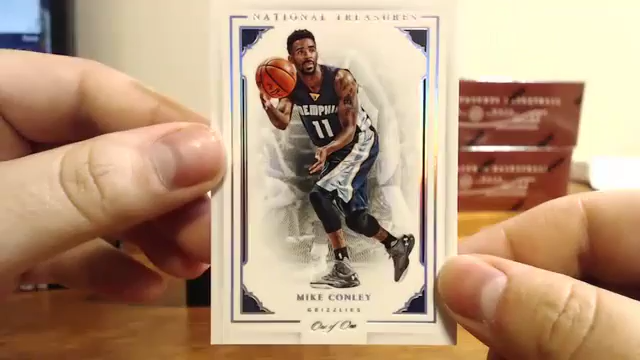 NATIONAL TREASURES
MEMPHIS
11
MIKE CONLEY
GRIZZLIES
One of One